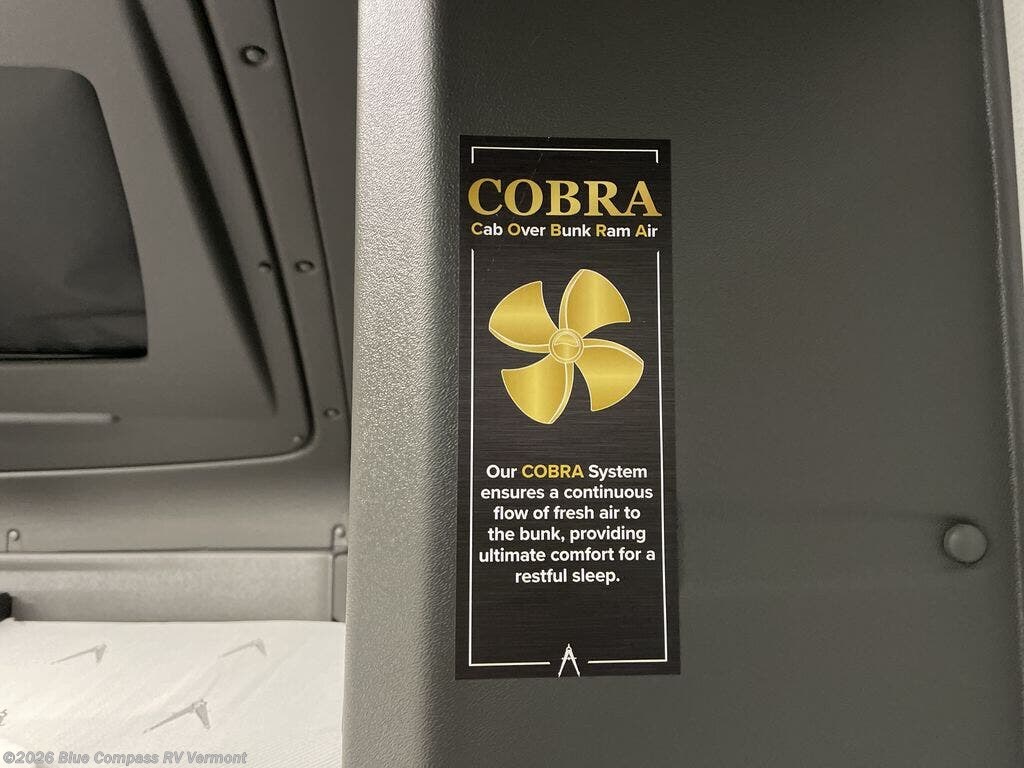 COBRA
Cab Over Bunk Ram Air
Our COBRA System
ensures a continuous
flow of fresh air to
the bunk, providing
ultimate comfort for a
restful sleep.
©2026 Blue Compass RV Vermont